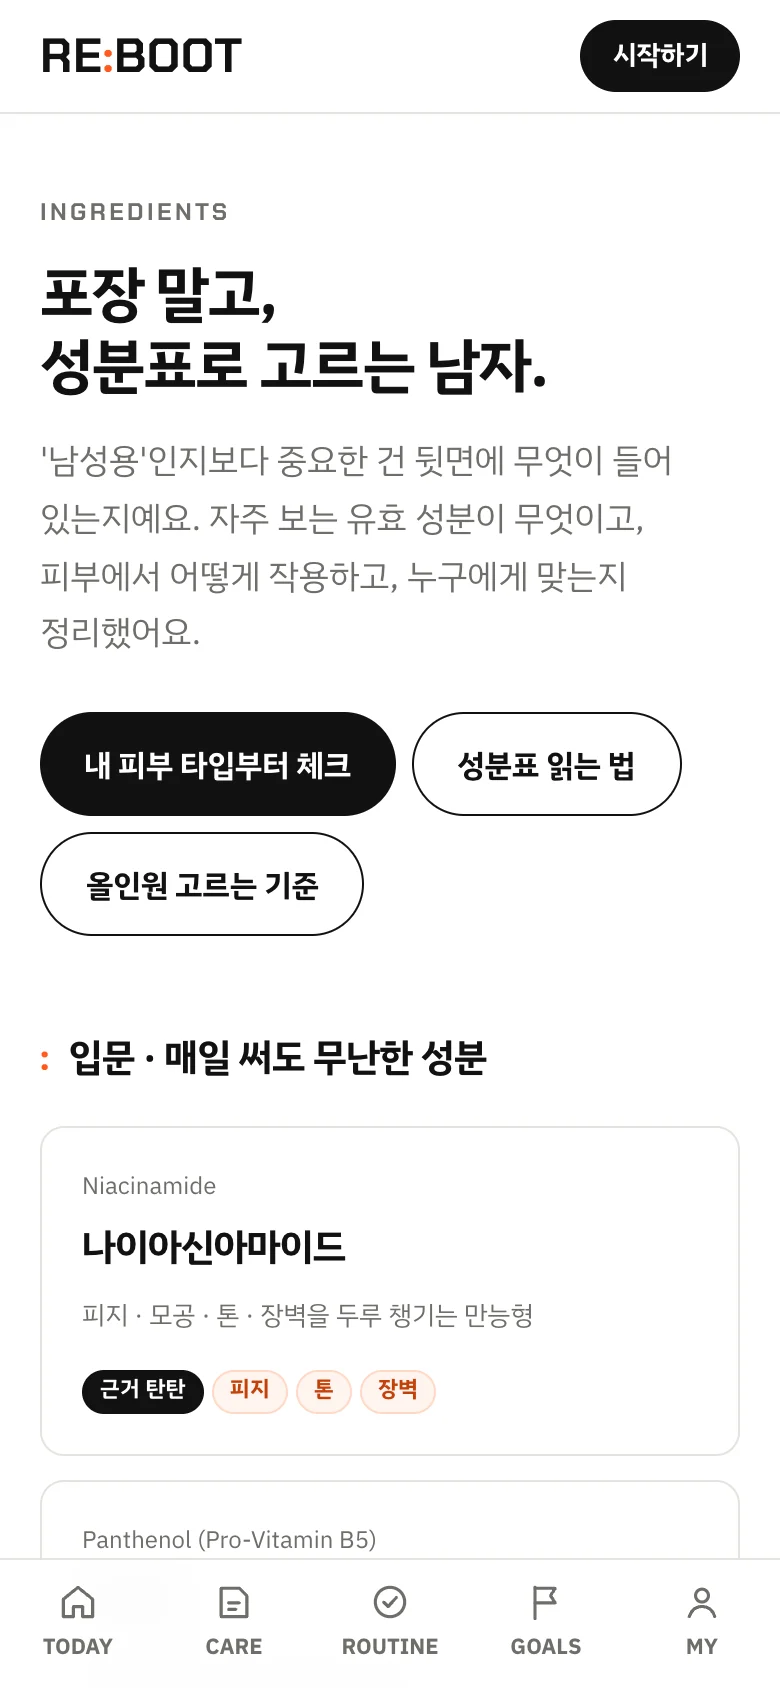 RE:BOOT
시작하기
INGREDIENTS
포장 말고,
성분표로 고르는 남자.
'남성용'인지보다 중요한 건 뒷면에 무엇이 들어
있는지예요. 자주 보는 유효 성분이 무엇이고,
피부에서 어떻게 작용하고, 누구에게 맞는지
정리했어요.
내 피부 타입부터 체크
성분표 읽는 법
올인원 고르는 기준
: 입문 · 매일 써도 무난한 성분
Niacinamide
나이아신아마이드
피지 · 모공 · 톤 · 장벽을 두루 챙기는 만능형
근거 탄탄 피지 톤 장벽
Panthenol (Pro-Vitamin B5)
TODAY CARE ROUTINE GOALS MY